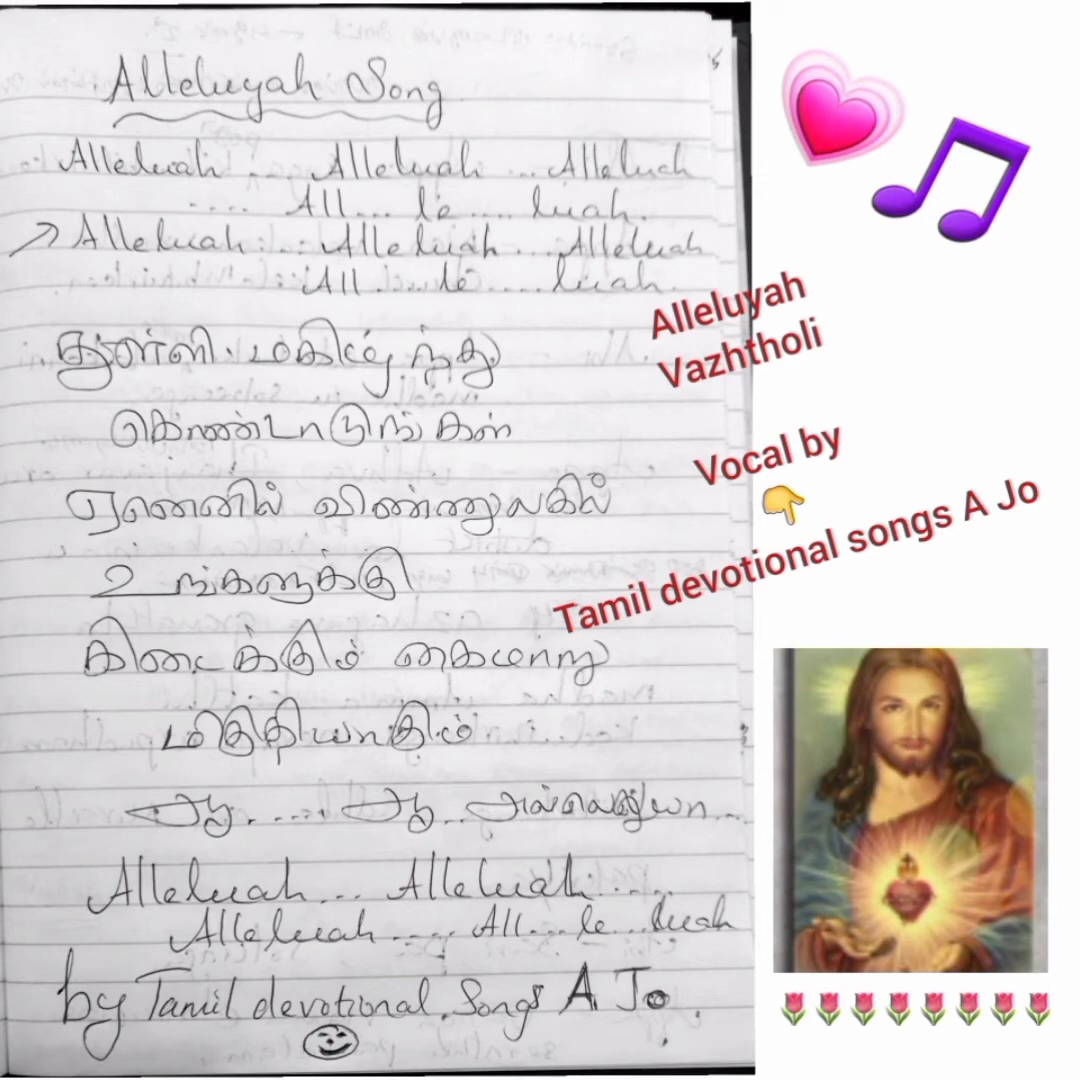 Alleluyah Song
Alleluah . Alleluah ... Alleluah
.... All... le .... luah.
Alleluah ... Alleluah ... Alleluah
All ... le .... luah.
துள்ளி மகிழ்ந்து
கொண்டாடுங்கள்
ஏனெனில் விண்ணுலகில்
உங்களுக்கு
கிடைக்கும் கைமாறு
மிகுதியாகும்
ஆ.... ஆ.. அல்லெலுயா...
Alleluah... Alleluah ....
Alleluah .... All... le... luah
by Tamil devotional Songs A Jo.
Alleluyah
Vazhtholi
Vocal by
Tamil devotional songs A Jo